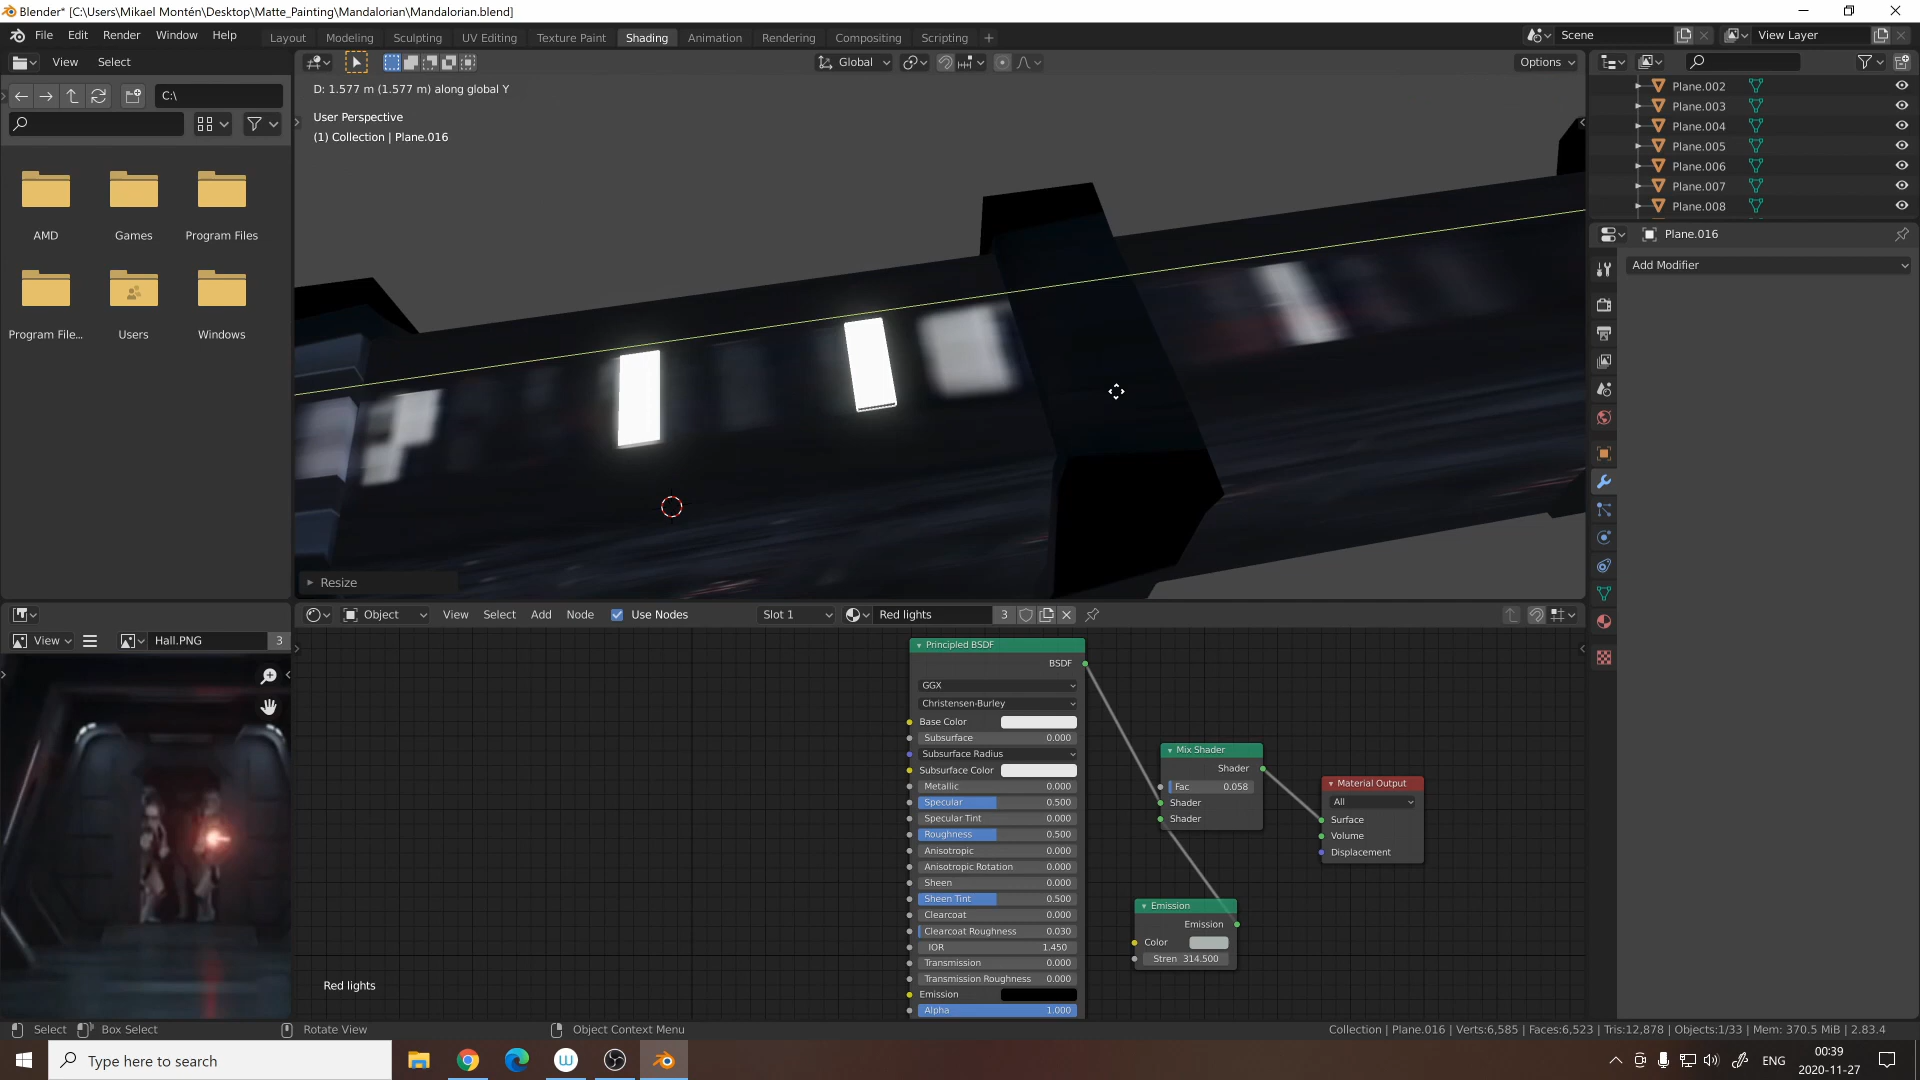 Blender* [C:\Users\Mikael Montén\Desktop\Matte_Painting\Mandalorian\Mandalorian.blend]
File Edit Render Window Help
Layout Modeling Sculpting UV Editing Texture Paint Shading Animation Rendering Compositing Scripting
Scene
View Layer
View Select
Global
Options
C:\
D: 1.577 m (1.577 m) along global Y
User Perspective
(1) Collection | Plane.016
Plane.002
Plane.003
Plane.004
Plane.005
Plane.006
Plane.007
Plane.008
AMD
Games
Program Files
Program File...
Users
Windows
Plane.016
Add Modifier
Resize
Object View Select Add Node Use Nodes Slot 1 Red lights 3
View Hall.PNG 3
Principled BSDF
BSDF
GGX
Christensen-Burley
Base Color
Subsurface 0.000
Subsurface Radius
Subsurface Color
Metallic 0.000
Specular 0.500
Specular Tint 0.000
Roughness 0.500
Anisotropic 0.000
Anisotropic Rotation 0.000
Sheen 0.000
Sheen Tint 0.500
Clearcoat 0.000
Clearcoat Roughness 0.030
IOR 1.450
Transmission 0.000
Transmission Roughness 0.000
Emission
Alpha 1.000
Mix Shader
Shader
Fac 0.058
Shader
Shader
Material Output
All
Surface
Volume
Displacement
Emission
Emission
Color
Stren 314.500
Red lights
Select Box Select Rotate View Object Context Menu
Collection | Plane.016 | Verts:6,585 | Faces:6,523 | Tris:12,878 | Objects:1/33 | Mem: 370.5 MiB | 2.83.4
Type here to search
ENG
00:39
2020-11-27